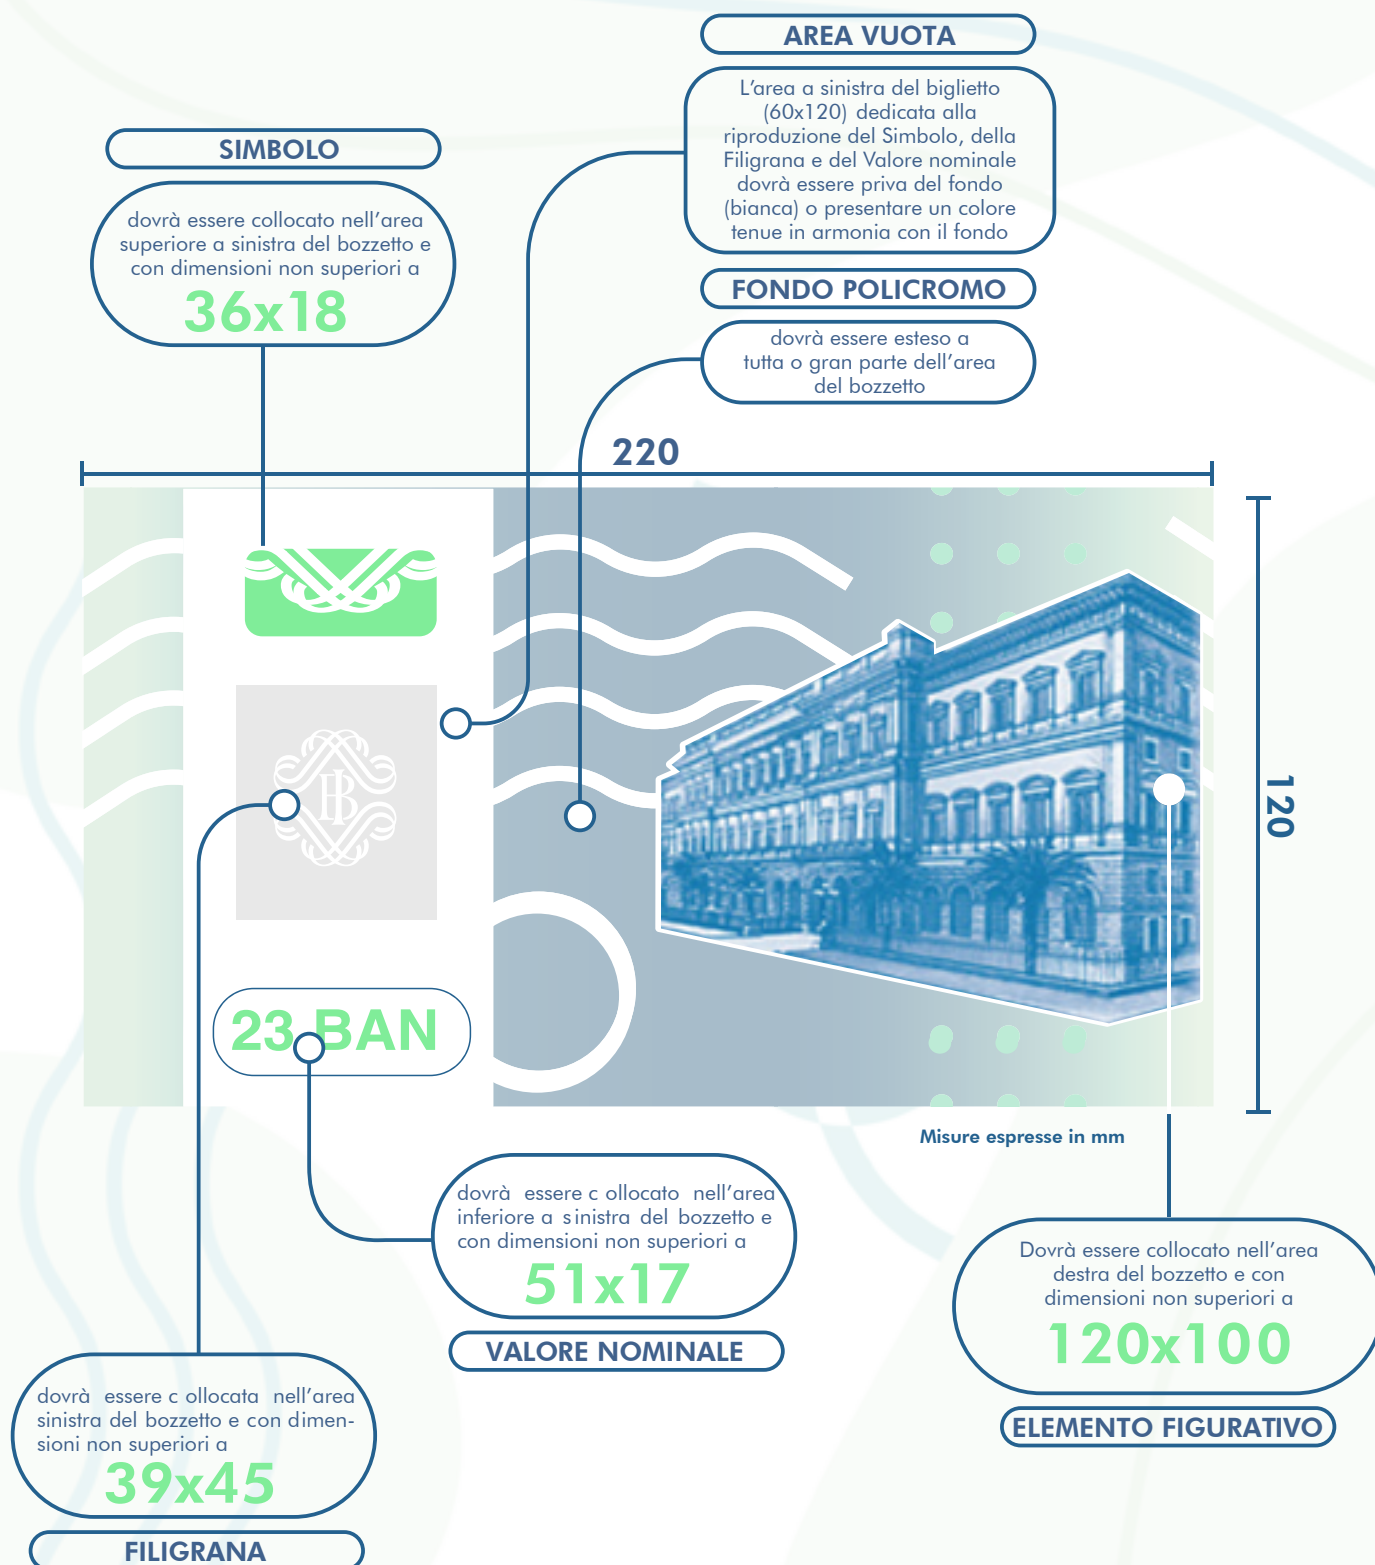 AREA VUOTA
L'area a sinistra del biglietto
(60x120) dedicata alla
riproduzione del Simbolo, della
Filigrana e del Valore nominale
dovrà essere priva del fondo
(bianca) o presentare un colore
tenue in armonia con il fondo
SIMBOLO
dovrà essere collocato nell'area
superiore a sinistra del bozzetto e
con dimensioni non superiori a
36x18
FONDO POLICROMO
dovrà essere esteso a
tutta o gran parte dell'area
del bozzetto
220
120
BI
23 BAN
Misure espresse in mm
dovrà essere c ollocato nell'area
inferiore a s inistra del bozzetto e
con dimensioni non superiori a
51x17
VALORE NOMINALE
Dovrà essere collocato nell'area
destra del bozzetto e con
dimensioni non superiori a
120x100
ELEMENTO FIGURATIVO
dovrà essere c ollocata nell'area
sinistra del bozzetto e con dimen-
sioni non superiori a
39x45
FILIGRANA